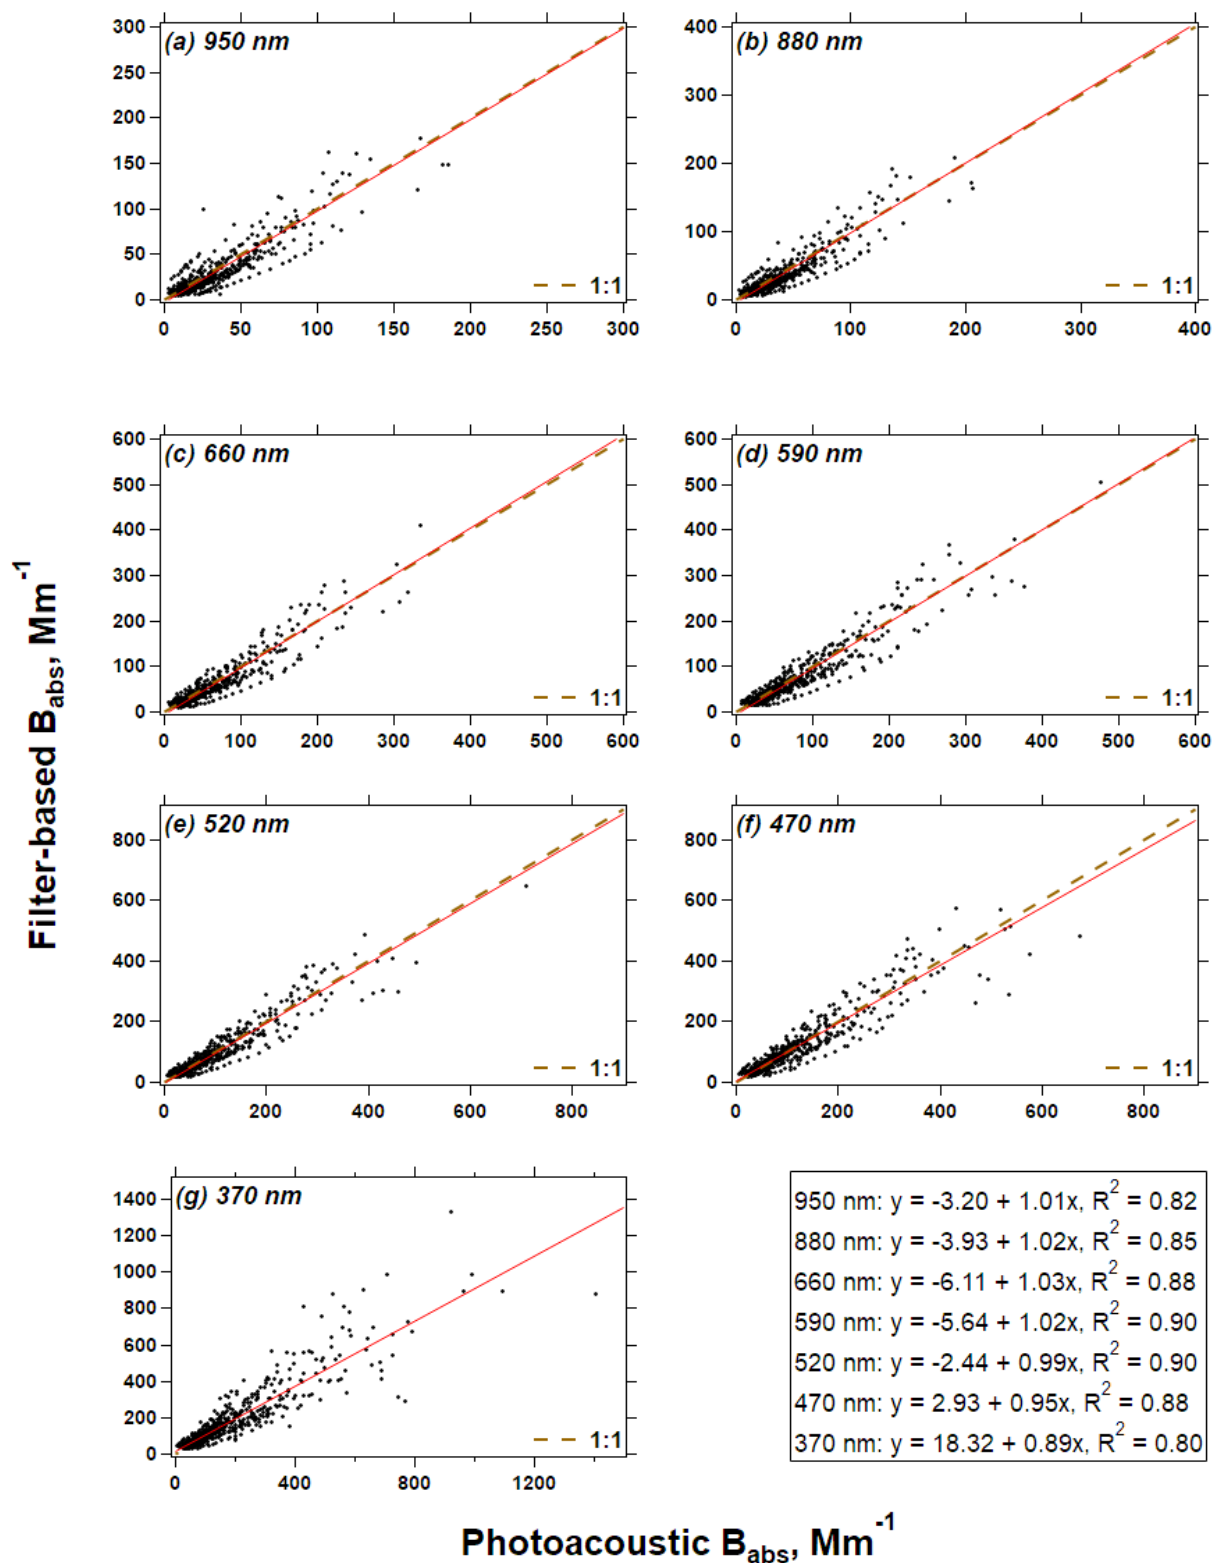 (a) 950 nm
300
250
200
150
100
50
0
0 50 100 150 200 250 300
1:1
(b) 880 nm
400
300
200
100
0
0 100 200 300 400
1:1
(c) 660 nm
600
500
400
300
200
100
0
0 100 200 300 400 500 600
1:1
(d) 590 nm
600
500
400
300
200
100
0
0 100 200 300 400 500 600
1:1
(e) 520 nm
800
600
400
200
0
0 200 400 600 800
1:1
(f) 470 nm
800
600
400
200
0
0 200 400 600 800
1:1
(g) 370 nm
1400
1200
1000
800
600
400
200
0
0 400 800 1200
1:1
950 nm: y = -3.20 + 1.01x, R² = 0.82
880 nm: y = -3.93 + 1.02x, R² = 0.85
660 nm: y = -6.11 + 1.03x, R² = 0.88
590 nm: y = -5.64 + 1.02x, R² = 0.90
520 nm: y = -2.44 + 0.99x, R² = 0.90
470 nm: y = 2.93 + 0.95x, R² = 0.88
370 nm: y = 18.32 + 0.89x, R² = 0.80
Filter-based B_abs, Mm⁻¹
Photoacoustic B_abs, Mm⁻¹